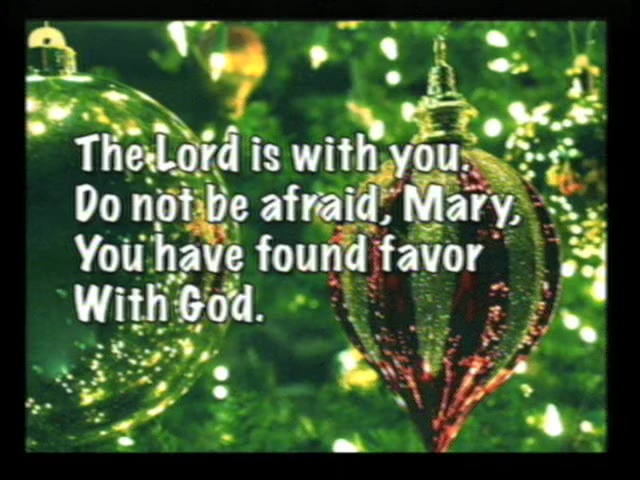 The Lord is with you.
Do not be afraid, Mary,
You have found favor
With God.